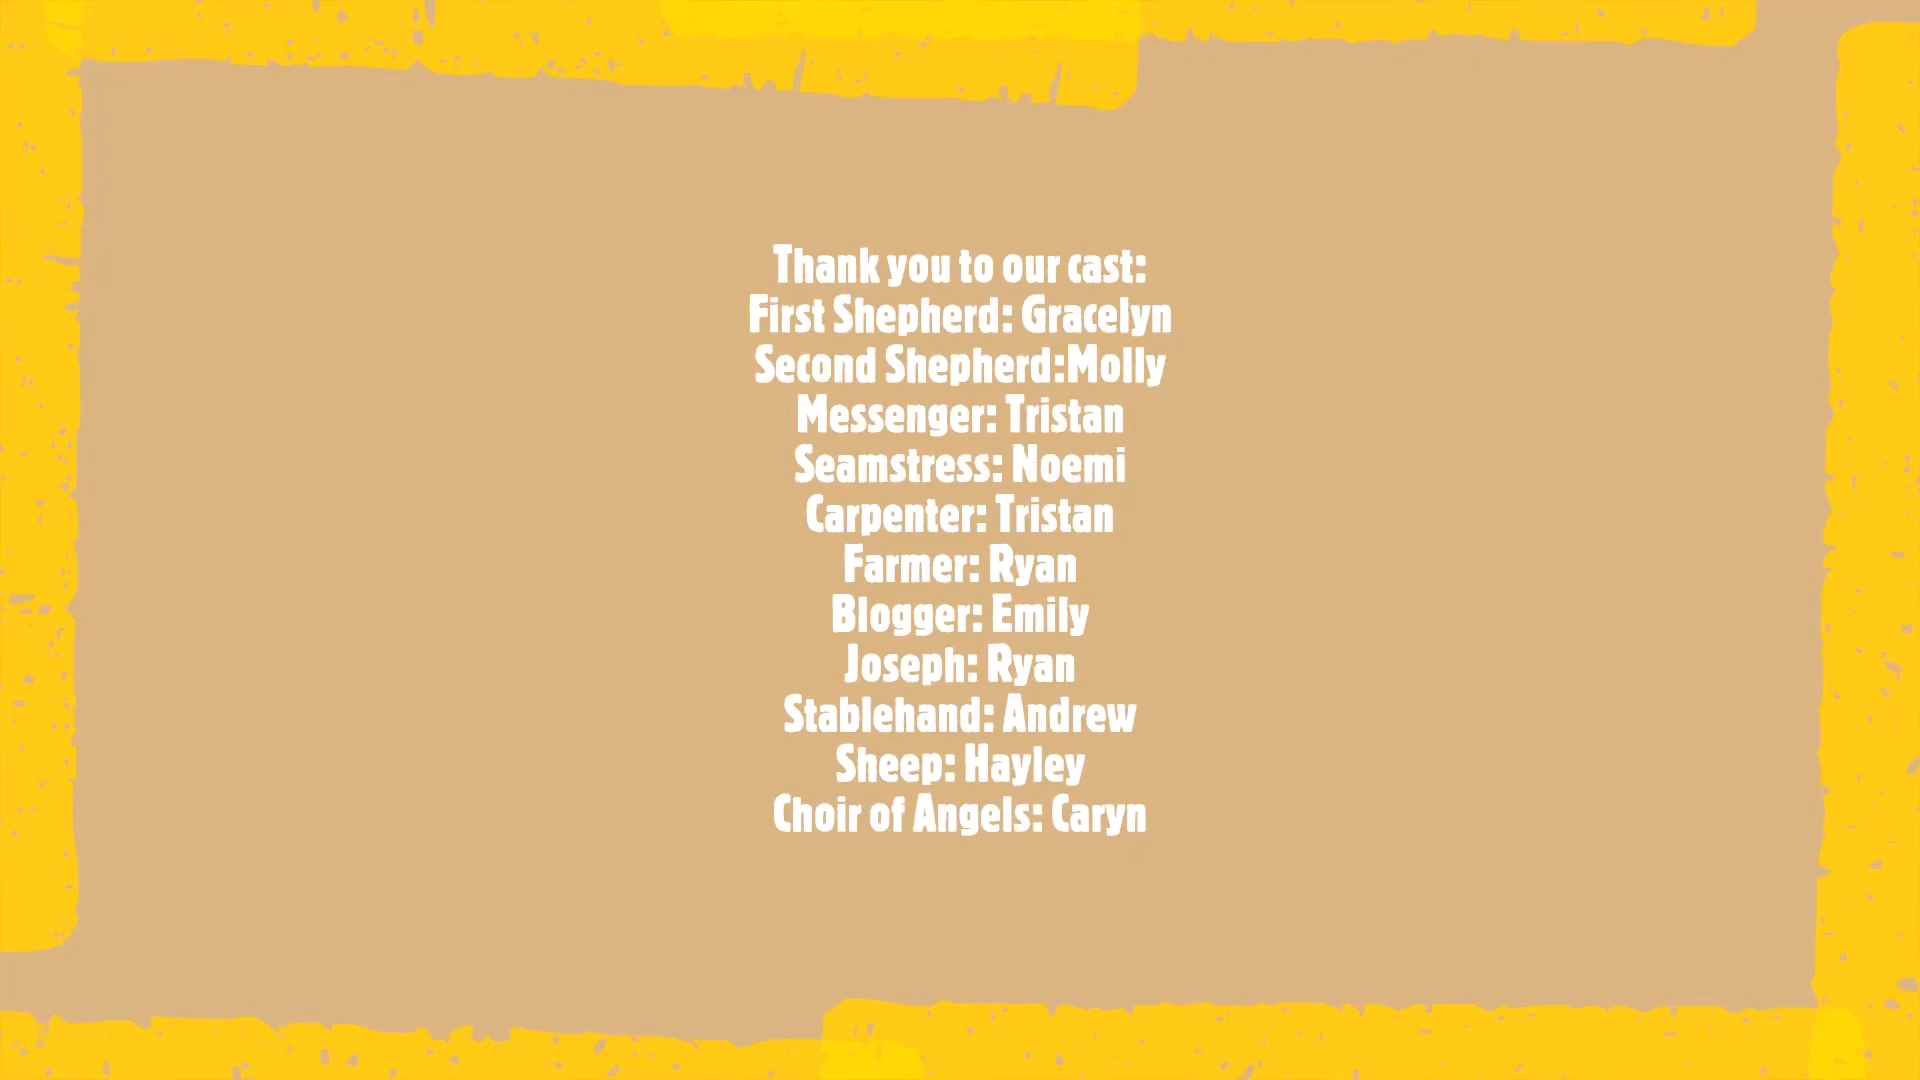 Thank you to our cast:
First Shepherd: Gracelyn
Second Shepherd:Molly
Messenger: Tristan
Seamstress: Noemi
Carpenter: Tristan
Farmer: Ryan
Blogger: Emily
Joseph: Ryan
Stablehand: Andrew
Sheep: Hayley
Choir of Angels: Caryn